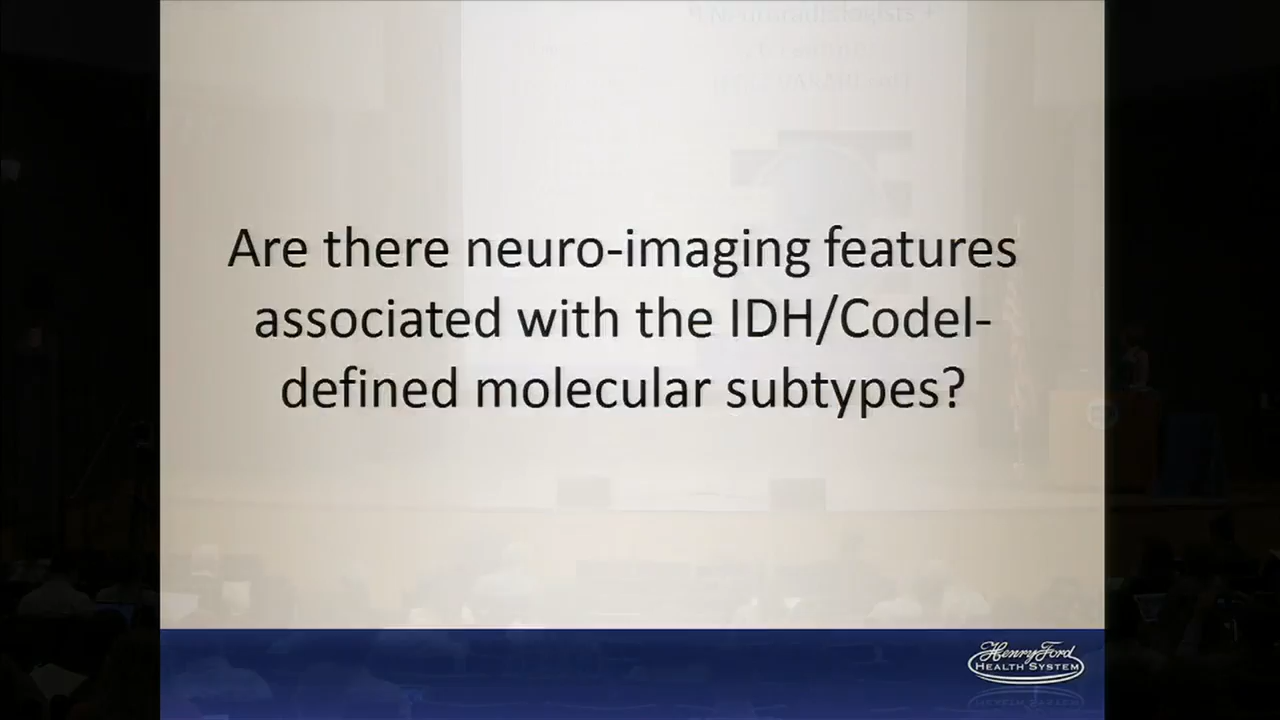 Are there neuro-imaging features
associated with the IDH/Codel-
defined molecular subtypes?
Henry Ford
HEALTH SYSTEM